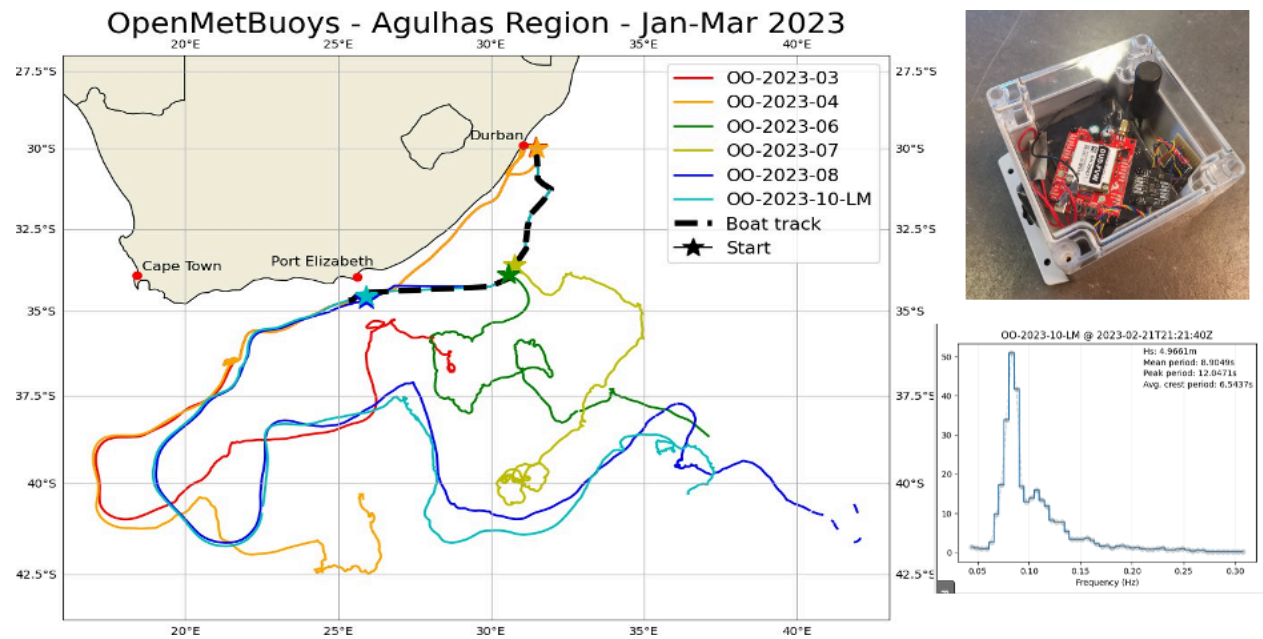 OpenMetBuoys - Agulhas Region - Jan-Mar 2023
20°E 25°E 30°E 35°E 40°E
27.5°S 27.5°S
OO-2023-03
OO-2023-04
OO-2023-06
OO-2023-07
OO-2023-08
OO-2023-10-LM
Boat track
Start
Durban
30°S 30°S
32.5°S 32.5°S
Cape Town
Port Elizabeth
35°S 35°S
37.5°S 37.5°S
40°S 40°S
42.5°S 42.5°S
20°E 25°E 30°E 35°E 40°E
OO-2023-10-LM @ 2023-02-21T21:21:40Z
Hs: 4.9661m
Mean period: 8.9049s
Peak period: 12.0471s
Avg. crest period: 6.5437s
50
40
30
20
10
0
0.05 0.10 0.15 0.20 0.25 0.30
Frequency (Hz)